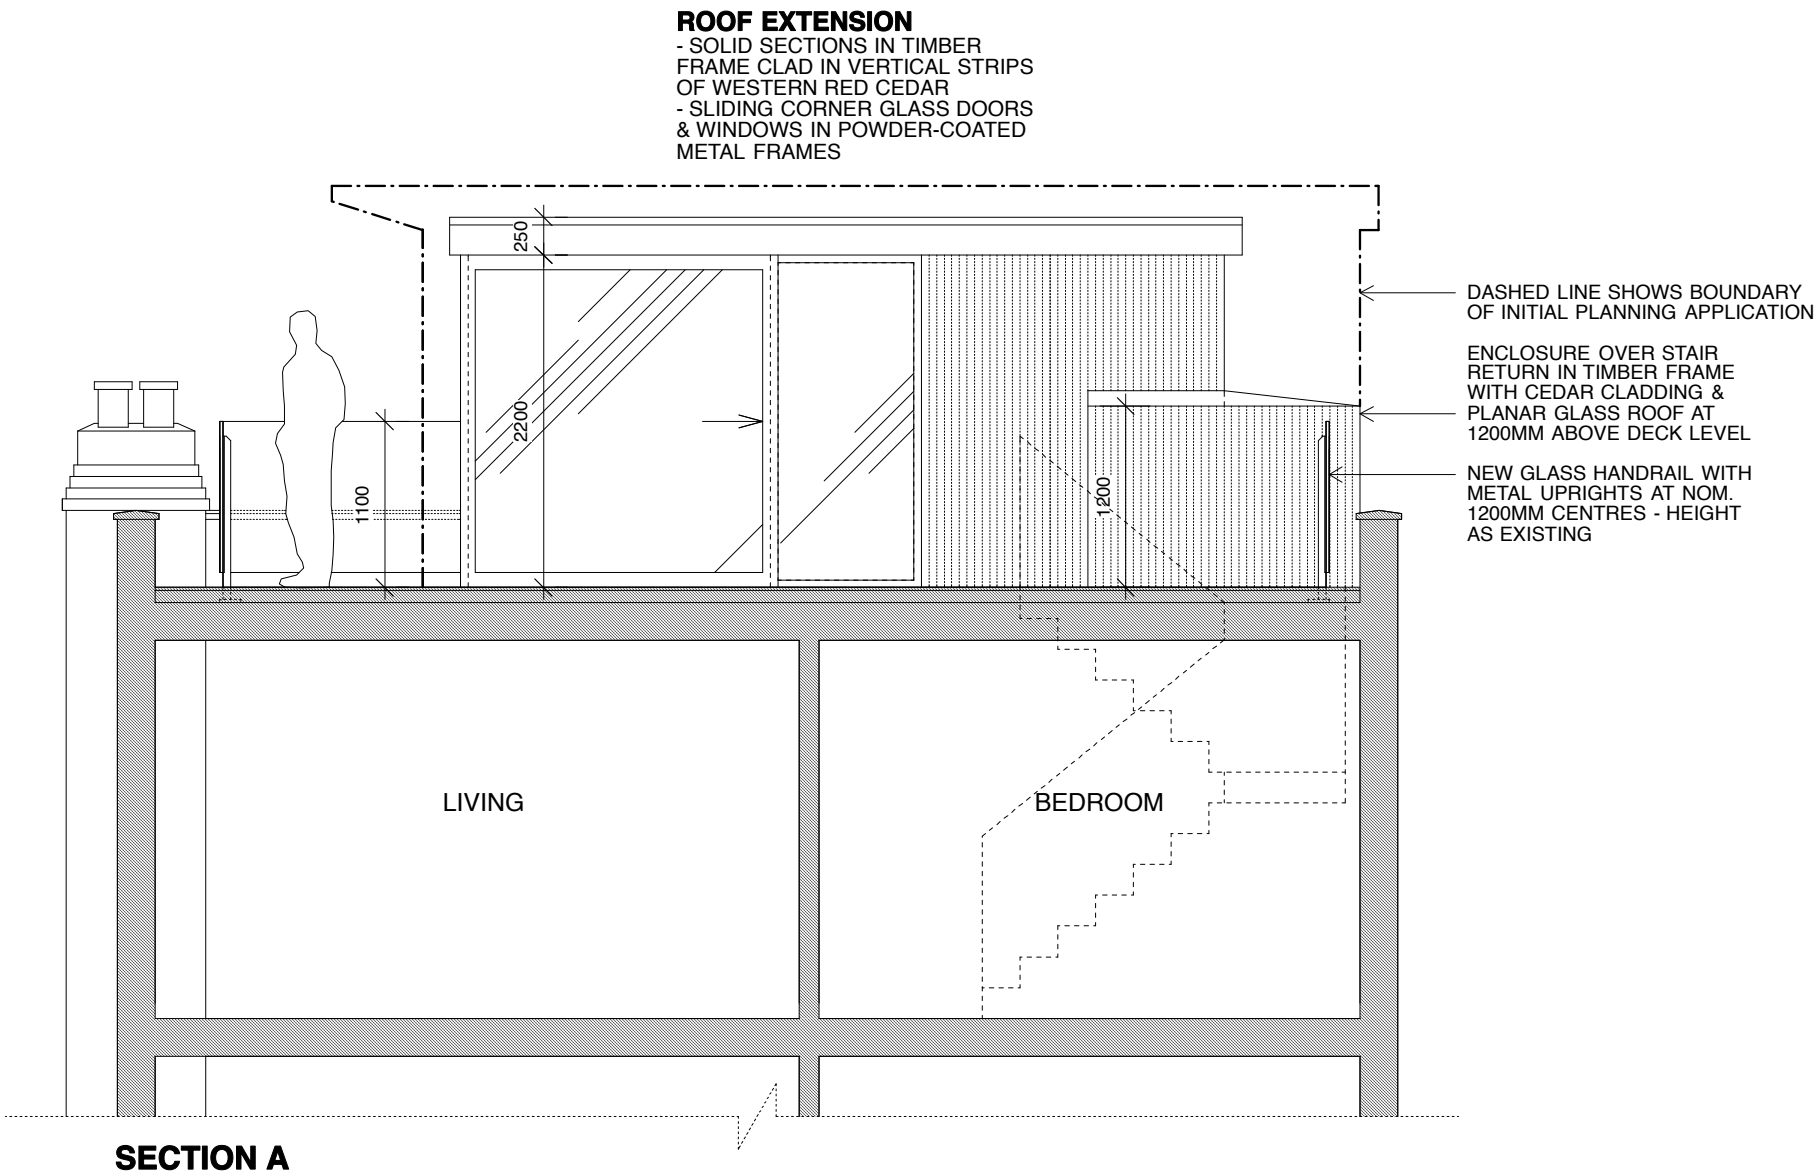 ROOF EXTENSION
- SOLID SECTIONS IN TIMBER
FRAME CLAD IN VERTICAL STRIPS
OF WESTERN RED CEDAR
- SLIDING CORNER GLASS DOORS
& WINDOWS IN POWDER-COATED
METAL FRAMES
250
2200
1100
1200
DASHED LINE SHOWS BOUNDARY
OF INITIAL PLANNING APPLICATION
ENCLOSURE OVER STAIR
RETURN IN TIMBER FRAME
WITH CEDAR CLADDING &
PLANAR GLASS ROOF AT
1200MM ABOVE DECK LEVEL
NEW GLASS HANDRAIL WITH
METAL UPRIGHTS AT NOM.
1200MM CENTRES - HEIGHT
AS EXISTING
LIVING
BEDROOM
SECTION A